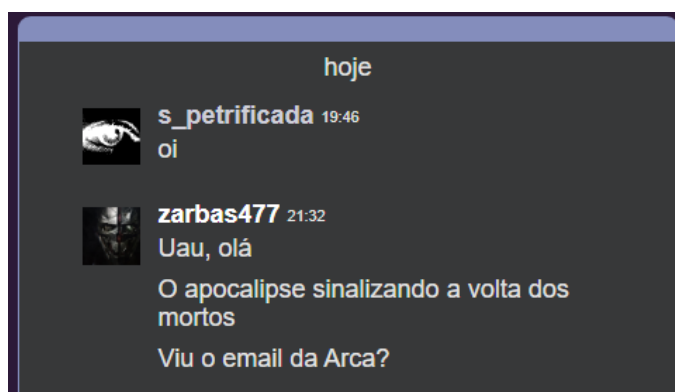 hoje
s_petrificada 19:46
oi
zarbas477 21:32
Uau, olá
O apocalipse sinalizando a volta dos
mortos
Viu o email da Arca?